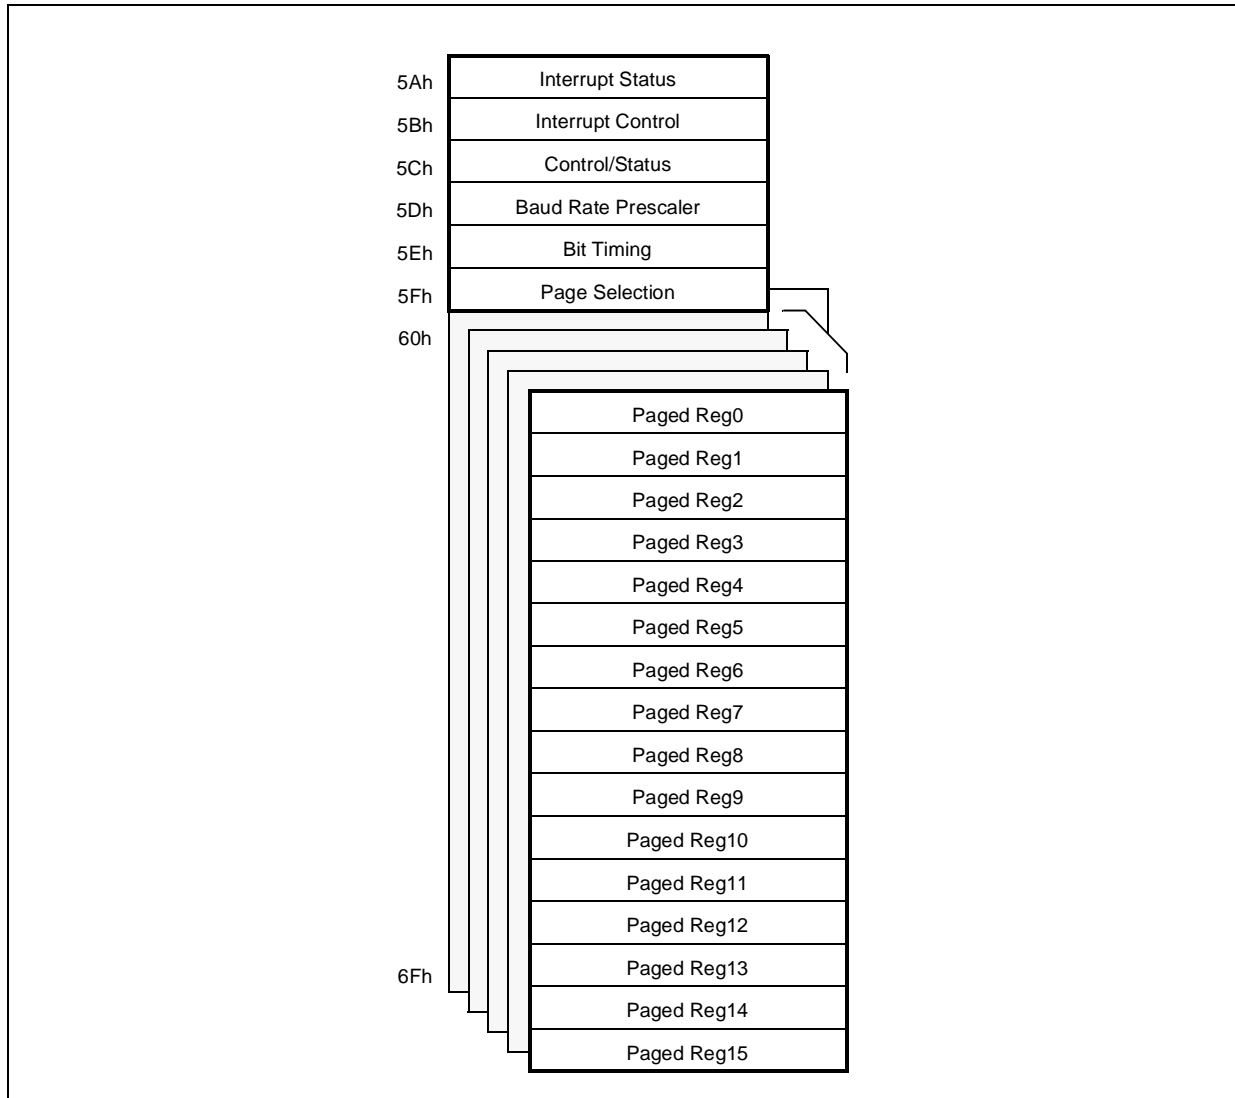 5Ah Interrupt Status
5Bh Interrupt Control
5Ch Control/Status
5Dh Baud Rate Prescaler
5Eh Bit Timing
5Fh Page Selection
60h
Paged Reg0
Paged Reg1
Paged Reg2
Paged Reg3
Paged Reg4
Paged Reg5
Paged Reg6
Paged Reg7
Paged Reg8
Paged Reg9
Paged Reg10
Paged Reg11
Paged Reg12
Paged Reg13
6Fh
Paged Reg14
Paged Reg15